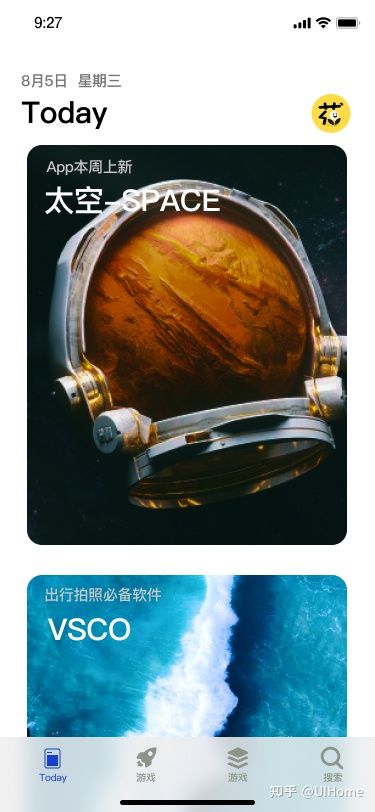 9:27
8月5日 星期三
Today
花
App本周上新
太空-SPACE
出行拍照必备软件
VSCO
Today
游戏
游戏
搜索
知乎 @UIHome